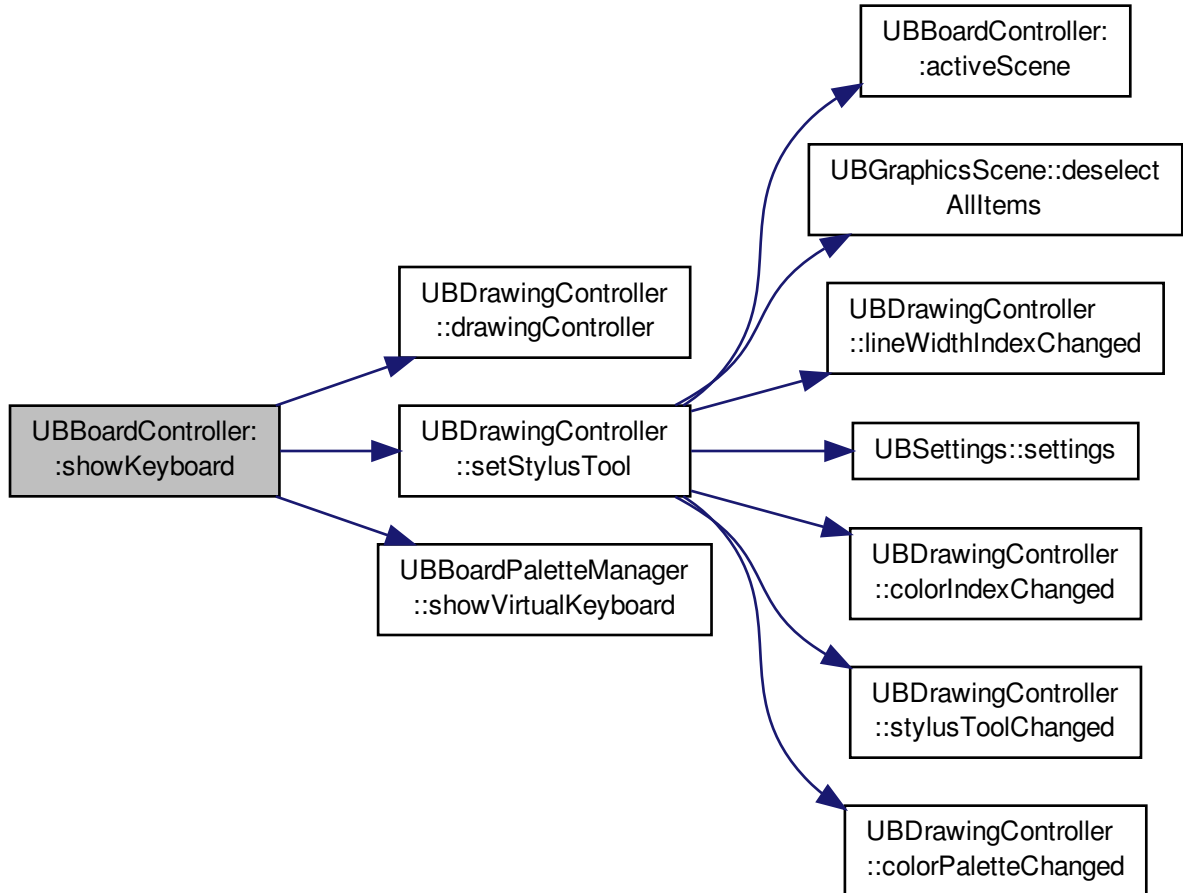 UBBoardController:
:showKeyboard
UBDrawingController
::drawingController
UBDrawingController
::setStylusTool
UBBoardPaletteManager
::showVirtualKeyboard
UBBoardController:
:activeScene
UBGraphicsScene::deselect
AllItems
UBDrawingController
::lineWidthIndexChanged
UBSettings::settings
UBDrawingController
::colorIndexChanged
UBDrawingController
::stylusToolChanged
UBDrawingController
::colorPaletteChanged